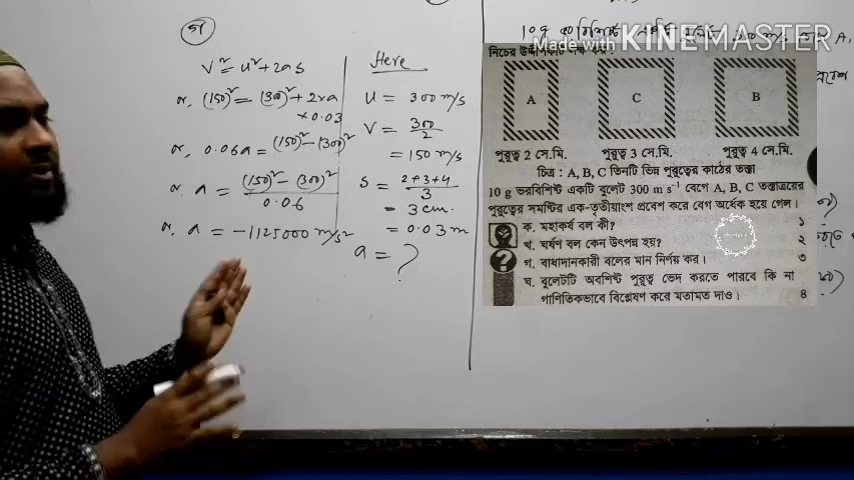 গ
v² = u² + 2as
or, (150)² = (300)² + 2×a
×0.03
or, 0.06a = (150)² - (300)²
or, a = (150)² - (300)² / 0.06
or, a = -1125000 m/s²
Here
u = 300 m/s
v = 300/2
= 150 m/s
s = 2+3+4/3
= 3 cm.
= 0.03 m
a = ?
10g
Made with KINEMASTER
A
C
B
পুরুত্ব 2 সে.মি. পুরুত্ব 3 সে.মি. পুরুত্ব 4 সে.মি.
চিত্র : A, B, C তিনটি ভিন্ন পুরুত্বের কাঠের তক্তা
10 g ভরবিশিষ্ট একটি বুলেট 300 m s⁻¹ বেগে A, B, C তক্তাত্রয়ের
পুরুত্বের সমষ্টির এক-তৃতীয়াংশ প্রবেশ করে বেগ অর্ধেক হয়ে গেল।
ক. মহাকর্ষ বল কী? ১
খ. ঘর্ষণ বল কেন উৎপন্ন হয়? ২
গ. বাধাদানকারী বলের মান নির্ণয় কর। ৩
ঘ. বুলেটটি অবশিষ্ট পুরুত্ব ভেদ করতে পারবে কি না
গাণিতিকভাবে বিশ্লেষণ করে মতামত দাও। ৪